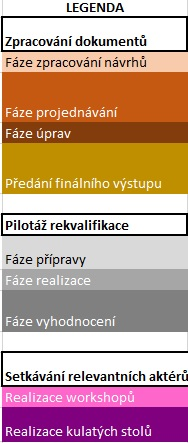 LEGENDA
Zpracování dokumentů
Fáze zpracování návrhů
Fáze projednávání
Fáze úprav
Předání finálního výstupu
Pilotáž rekvalifikace
Fáze přípravy
Fáze realizace
Fáze vyhodnocení
Setkávání relevantních aktérů
Realizace workshopů
Realizace kulatých stolů